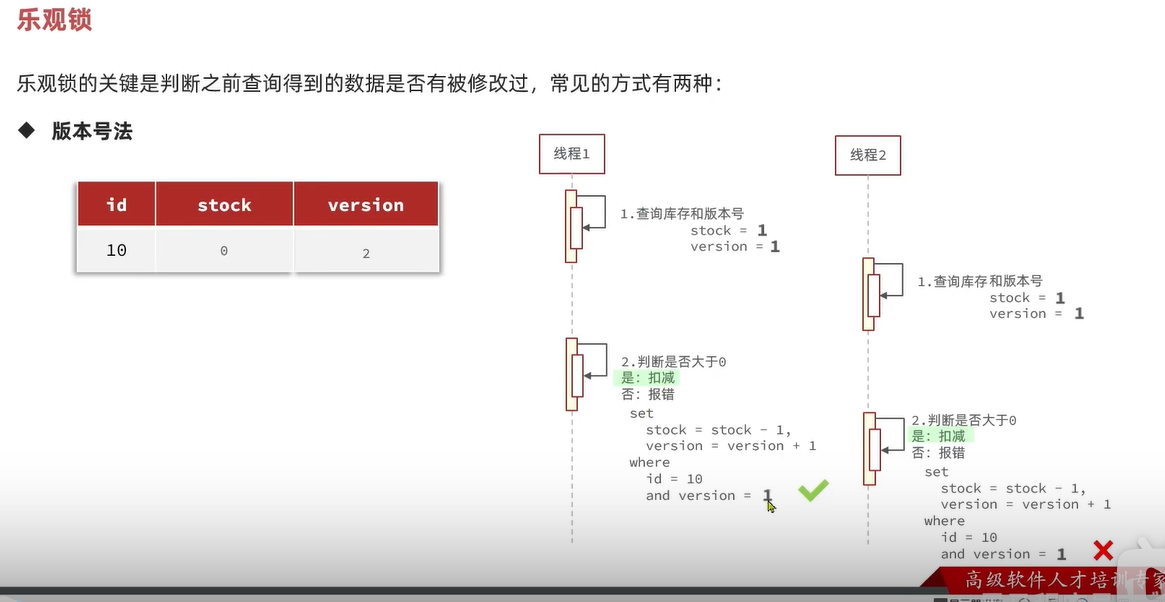 乐观锁
乐观锁的关键是判断之前查询得到的数据是否有被修改过，常见的方式有两种：
◆ 版本号法
id stock version
10 0 2
线程1
1.查询库存和版本号
stock = 1
version = 1
2.判断是否大于0
是：扣减
否：报错
set
stock = stock - 1,
version = version + 1
where
id = 10
and version = 1
线程2
1.查询库存和版本号
stock = 1
version = 1
2.判断是否大于0
是：扣减
否：报错
set
stock = stock - 1,
version = version + 1
where
id = 10
and version = 1
高级软件人才培训专家